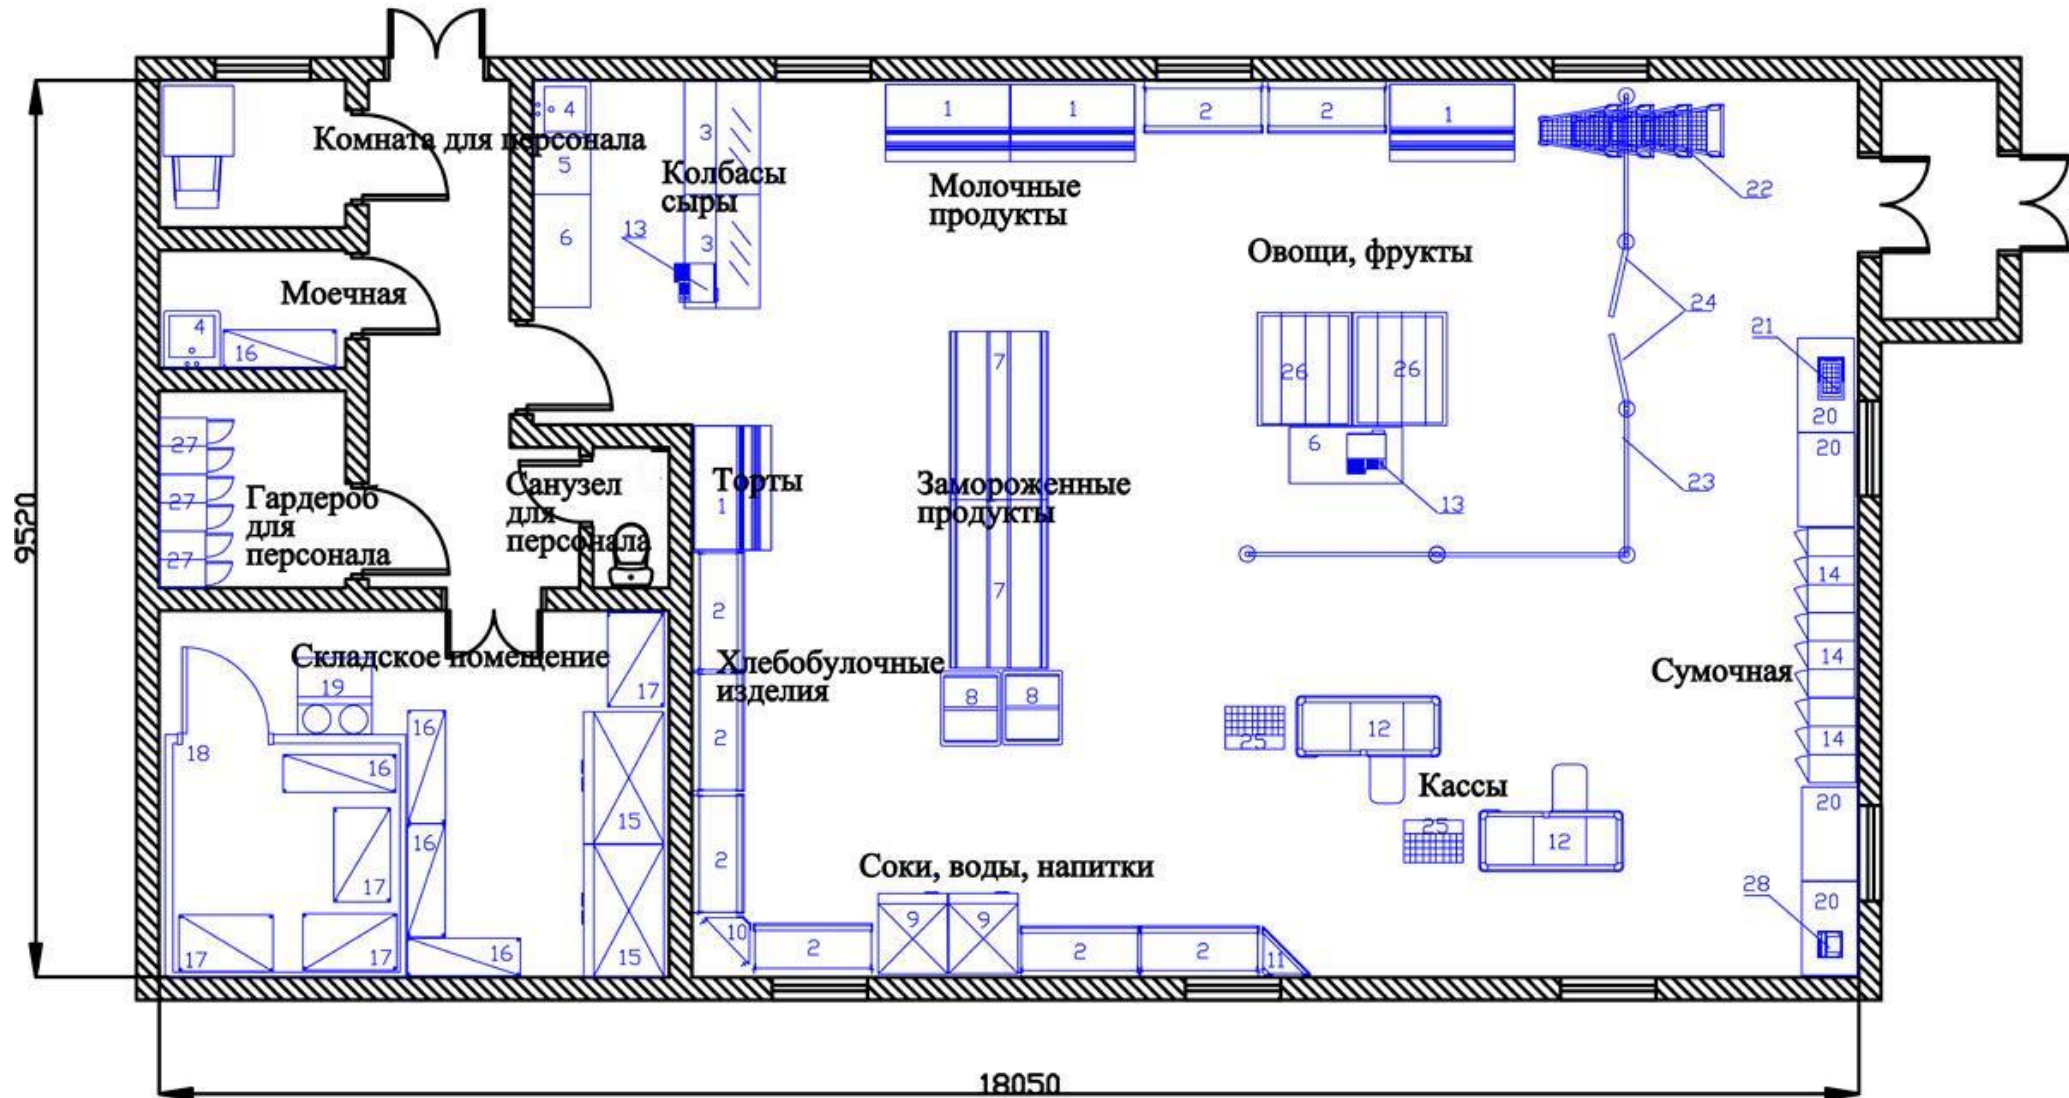 4
1
1
2
2
1
3
Комната для персонала
5
Колбасы
сыры
Молочные
продукты
22
6
13
3
Овощи, фрукты
Моечная
24
21
4
16
7
26
26
20
27
6
20
Торты
Санузел
для
персонала
Гардероб
для
персонала
Замороженные
продукты
23
27
1
13
9520
27
14
7
2
Складское помещение
Хлебобулочные
изделия
14
Сумочная
19
17
8
8
16
2
12
25
14
18
16
Кассы
20
15
25
16
12
2
17
Соки, воды, напитки
28
20
10
9
9
2
2
2
11
17
17
16
15
18050